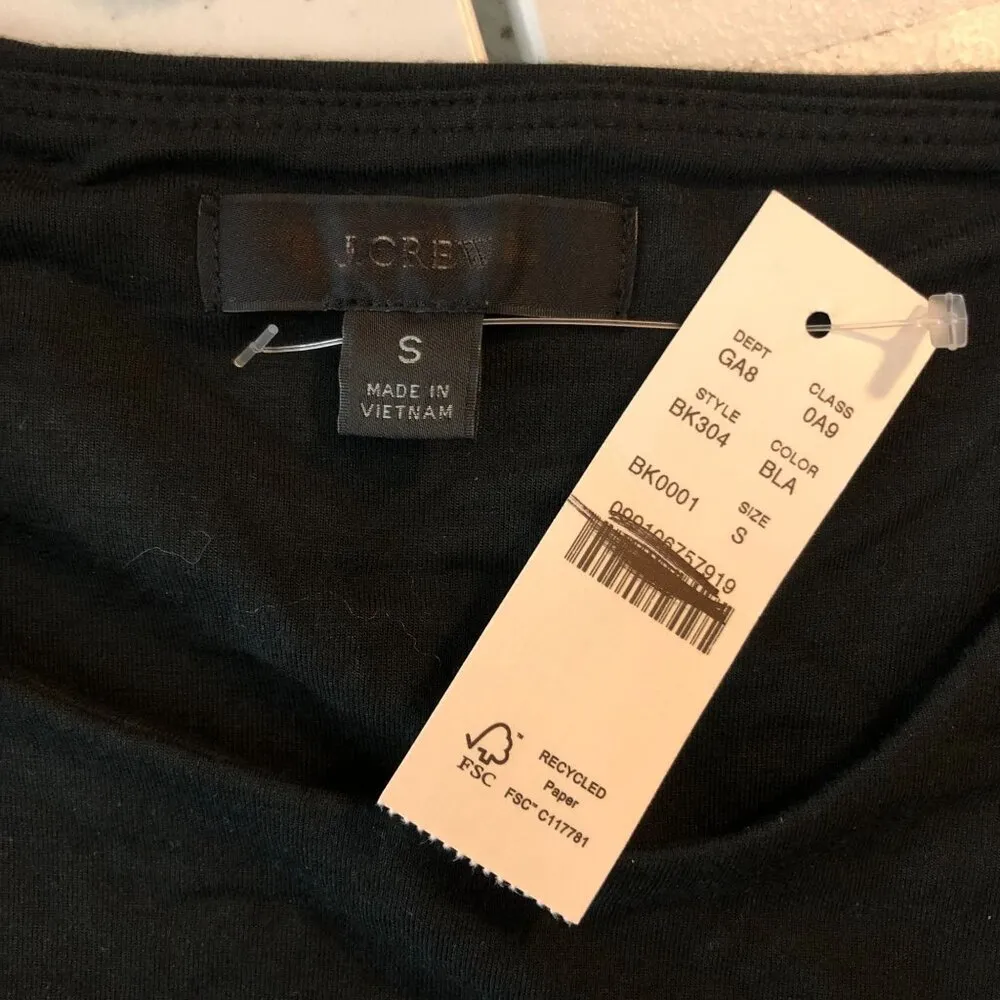 J.CREW
S
MADE IN
VIETNAM
DEPT
GA8
CLASS
0A9
STYLE
BK304
COLOR
BLA
BK0001
SIZE
S
099106757919
FSC
RECYCLED
Paper
FSC™ C117781